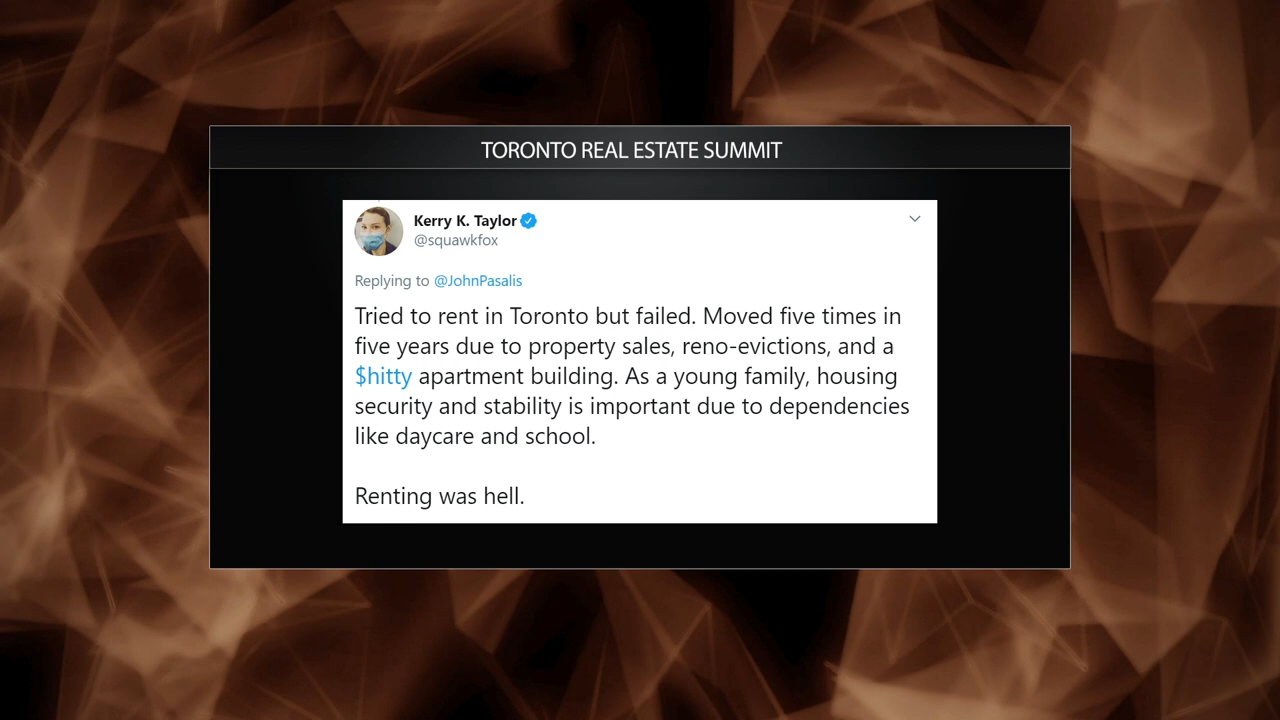 TORONTO REAL ESTATE SUMMIT
Kerry K. Taylor
@squawkfox
Replying to @JohnPasalis
Tried to rent in Toronto but failed. Moved five times in
five years due to property sales, reno-evictions, and a
$hitty apartment building. As a young family, housing
security and stability is important due to dependencies
like daycare and school.
Renting was hell.